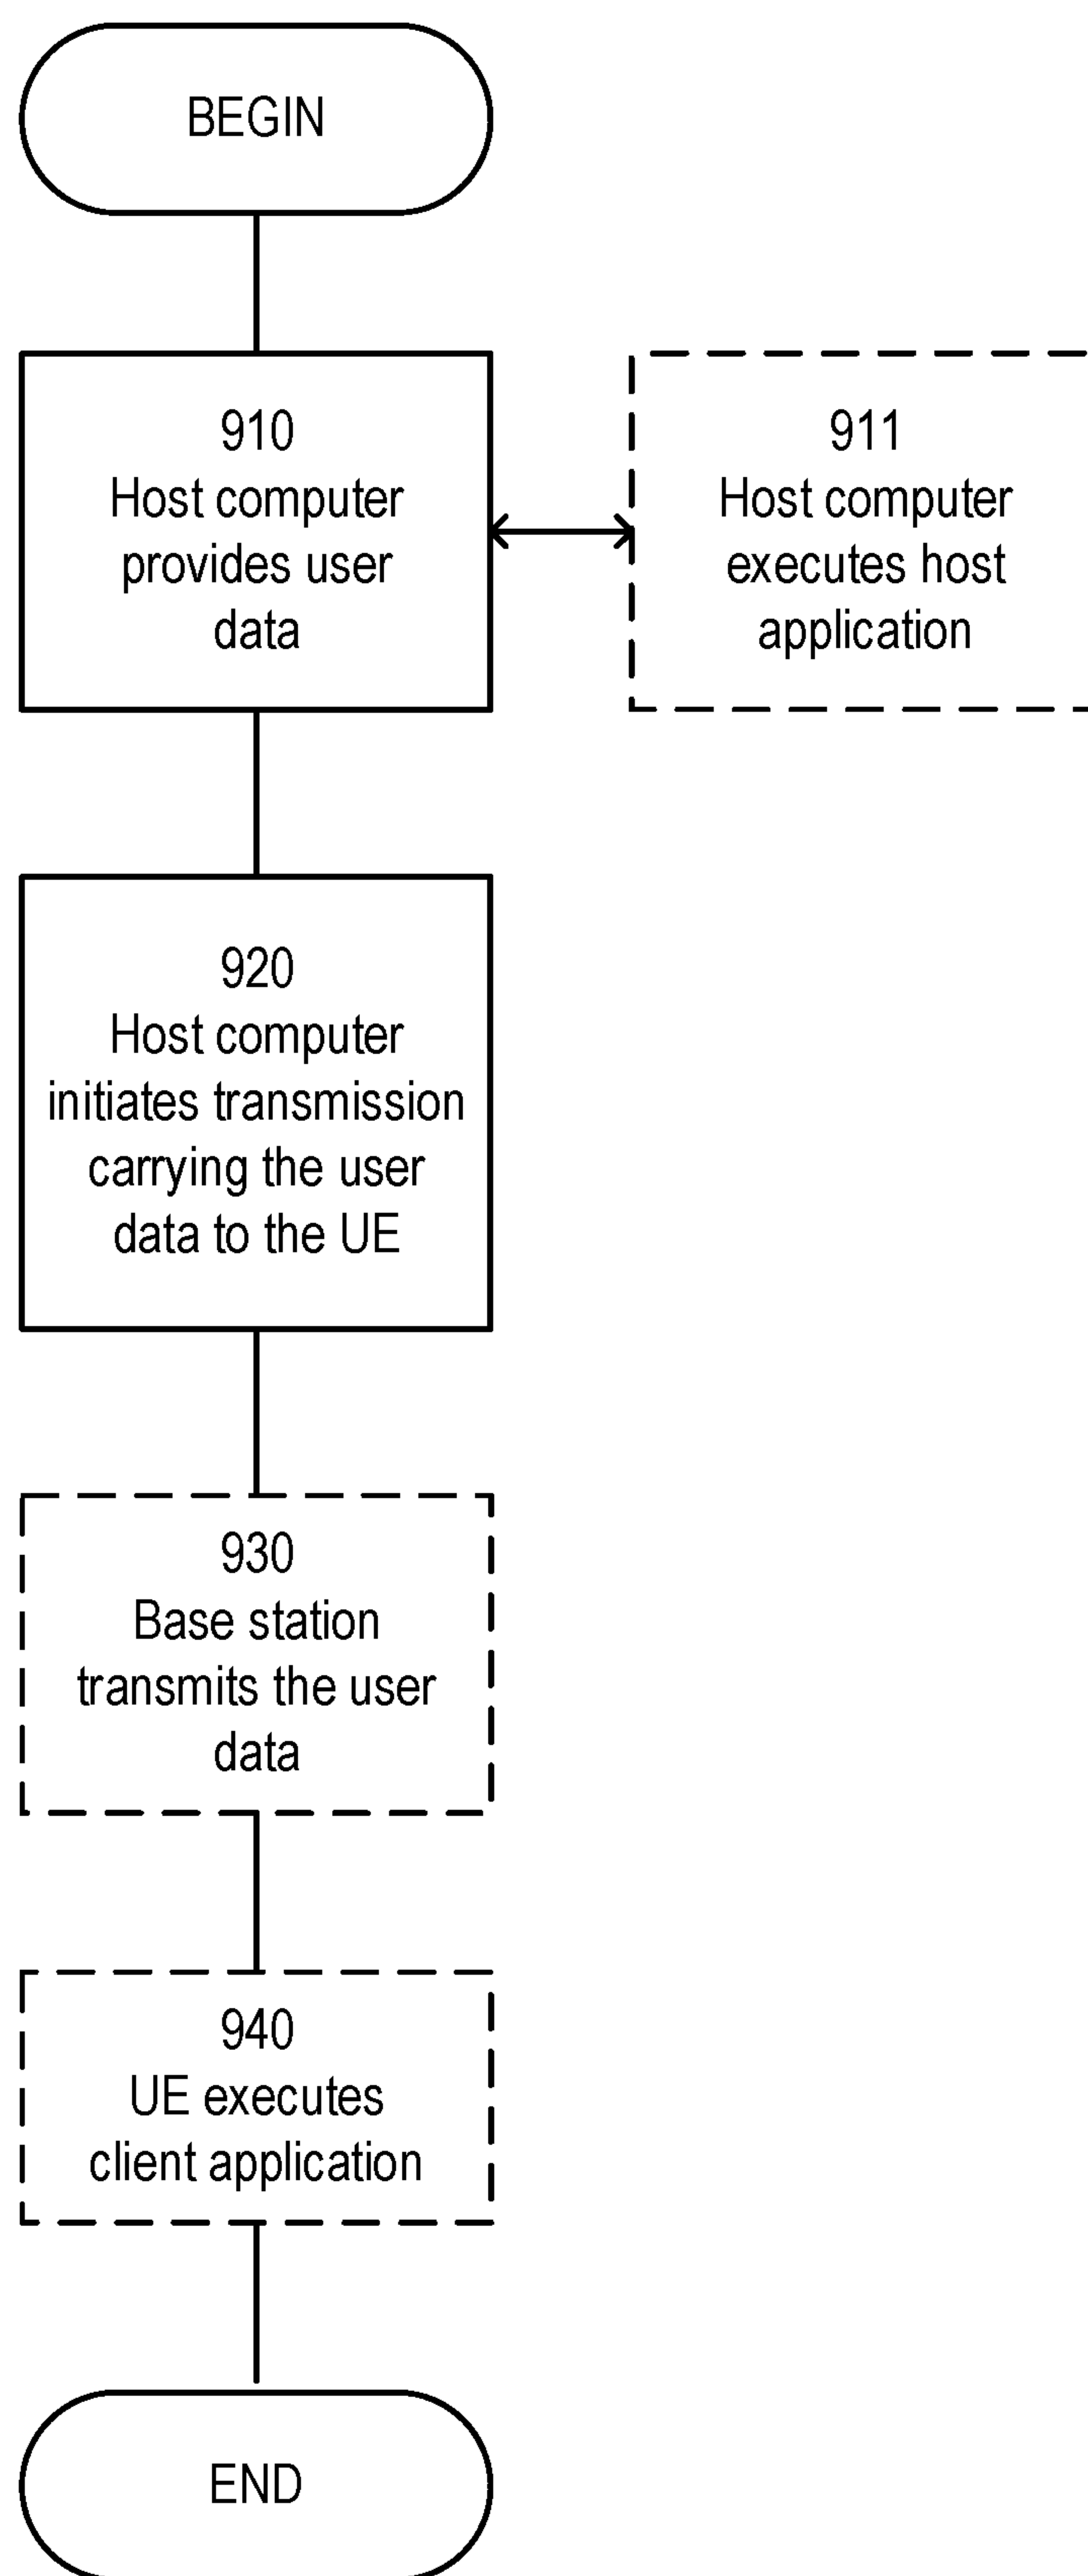 BEGIN
910
Host computer
provides user
data
911
Host computer
executes host
application
920
Host computer
initiates transmission
carrying the user
data to the UE
930
Base station
transmits the user
data
940
UE executes
client application
END